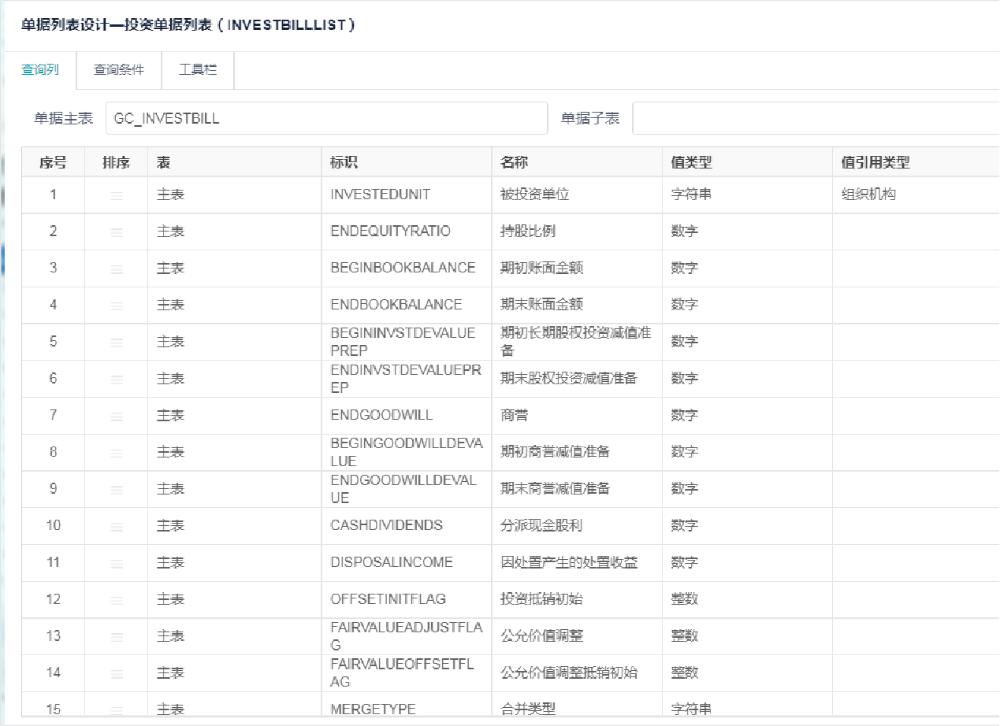 单据列表设计—投资单据列表（INVESTBILLLIST）
查询列 查询条件 工具栏
单据主表 GC_INVESTBILL 单据子表
序号 排序 表 标识 名称 值类型 值引用类型
1 主表 INVESTEDUNIT 被投资单位 字符串 组织机构
2 主表 ENDEQUITYRATIO 持股比例 数字
3 主表 BEGINBOOKBALANCE 期初账面金额 数字
4 主表 ENDBOOKBALANCE 期末账面金额 数字
5 主表 BEGININVSTDEVALUE 期初长期股权投资减值准 数字
PREP 备
6 主表 ENDINVSTDEVALUEPR 期末股权投资减值准备 数字
EP
7 主表 ENDGOODWILL 商誉 数字
8 主表 BEGINGOODWILLDEVA 期初商誉减值准备 数字
LUE
9 主表 ENDGOODWILLDEVAL 期末商誉减值准备 数字
UE
10 主表 CASHDIVIDENDS 分派现金股利 数字
11 主表 DISPOSALINCOME 因处置产生的处置收益 数字
12 主表 OFFSETINITFLAG 投资抵销初始 整数
13 主表 FAIRVALUEADJUSTFLA 公允价值调整 整数
G
14 主表 FAIRVALUEOFFSETFL 公允价值调整抵销初始 整数
AG
15 主表 MERGETYPE 合并类型 字符串